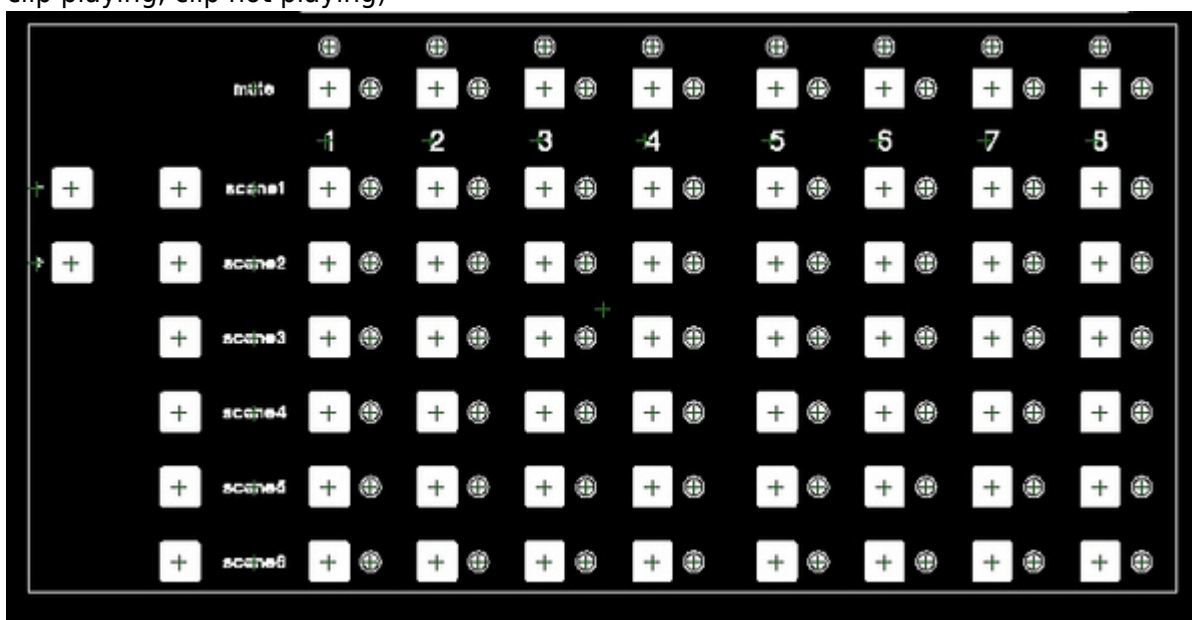 clip playing, clip not playing)
mute
1 2 3 4 5 6 7 8
scene1
scene2
scene3
scene4
scene5
scene6